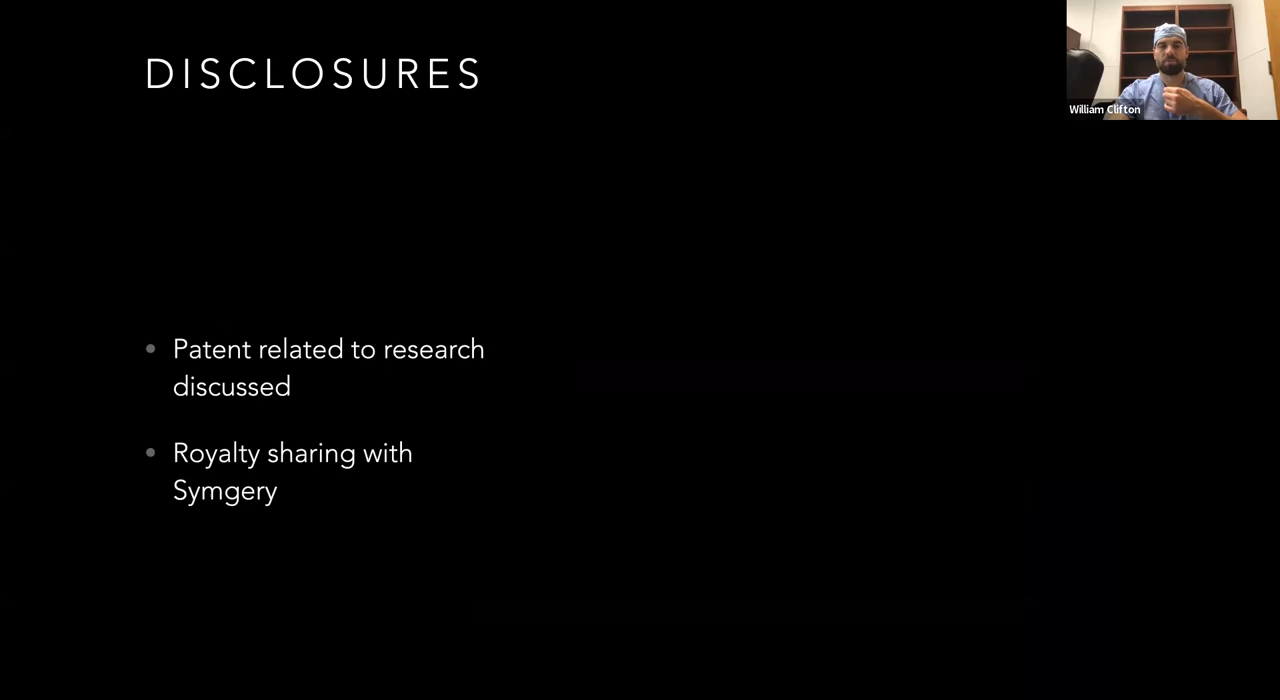 DISCLOSURES
William Clifton
• Patent related to research
discussed
• Royalty sharing with
Symgery